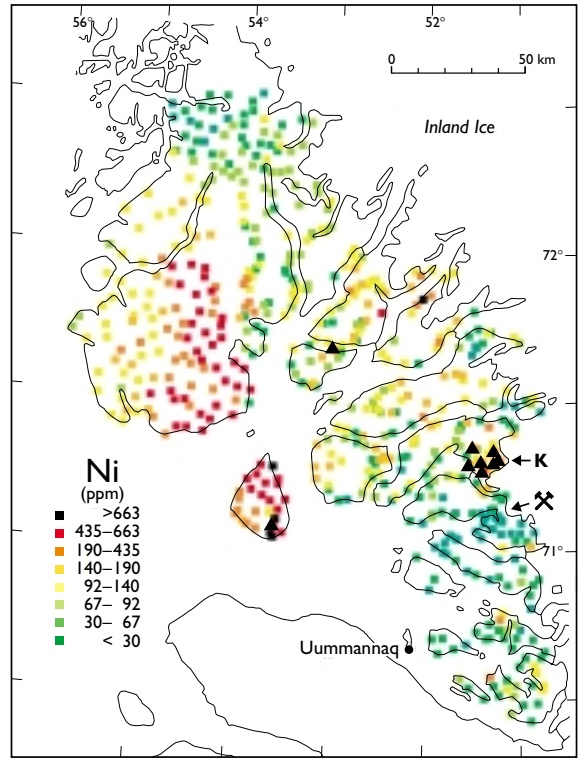 56° 54° 52°
0 50 km
Inland Ice
72°
Ni
(ppm)
>663
435–663
190–435
140–190
92–140
67– 92
30– 67
< 30
K
71°
Uummannaq